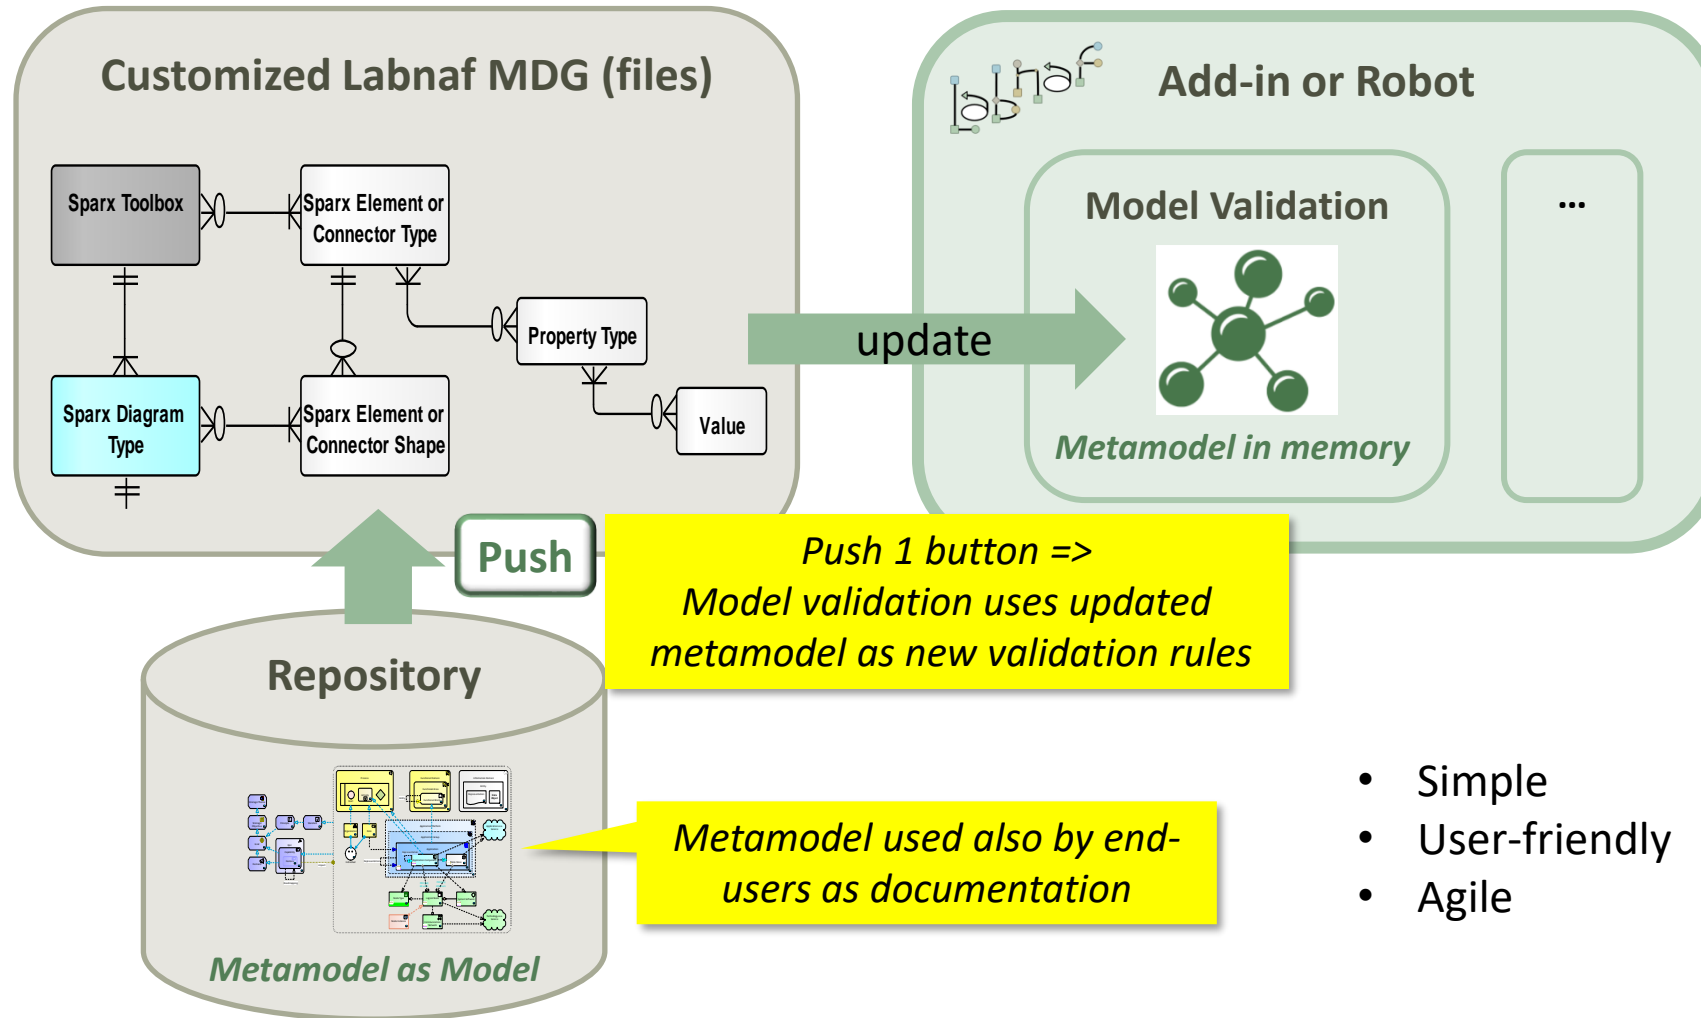 Customized Labnaf MDG (files)
Sparx Toolbox
Sparx Element or
Connector Type
Property Type
Sparx Diagram
Type
Sparx Element or
Connector Shape
Value
labnaf
Add-in or Robot
Model Validation
...
Metamodel in memory
update
Push
Push 1 button =>
Model validation uses updated
metamodel as new validation rules
Repository
Metamodel as Model
Metamodel used also by end-
users as documentation
• Simple
• User-friendly
• Agile